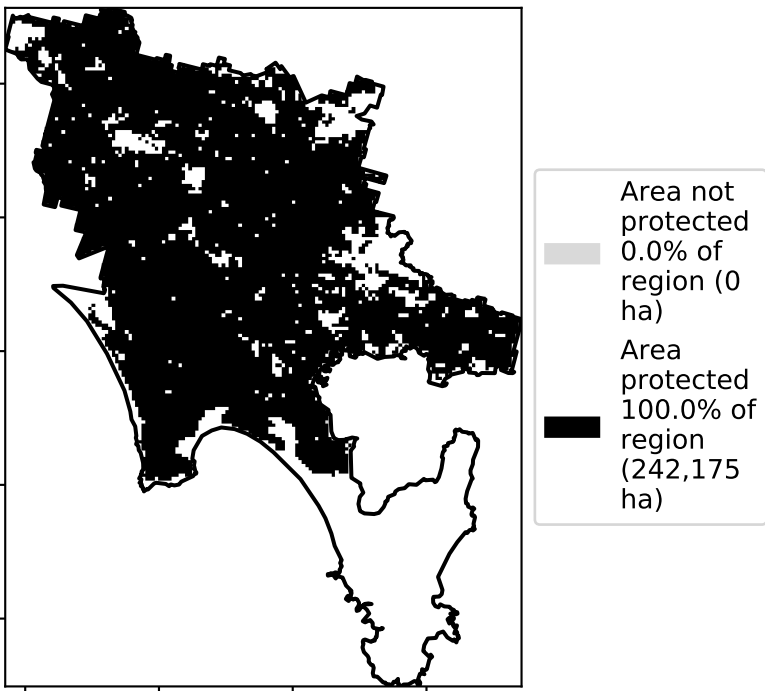 Area not
protected
0.0% of
region (0
ha)
Area
protected
100.0% of
region
(242,175
ha)